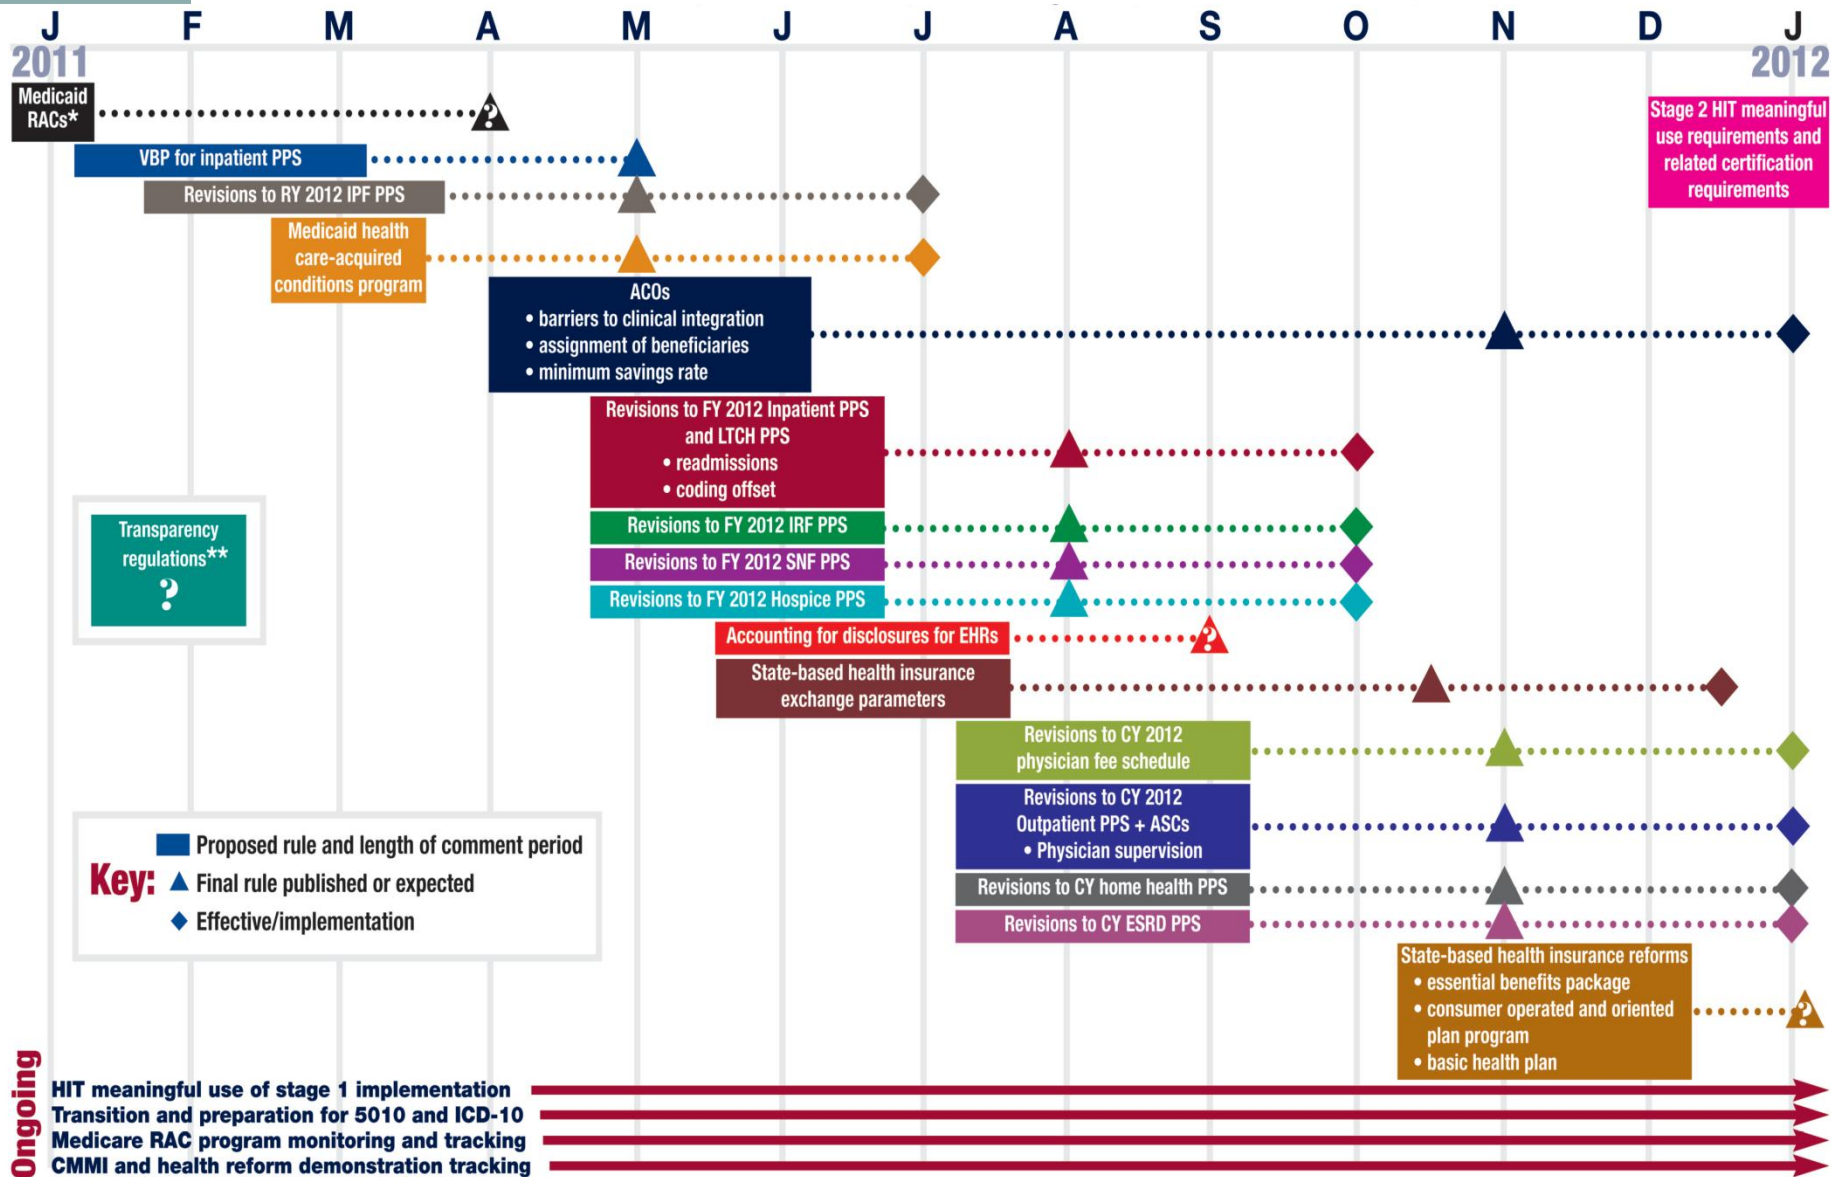 J F M A M J J A S O N D J
2011 2012
Medicaid
RACs*
?
Stage 2 HIT meaningful
use requirements and
related certification
requirements
VBP for inpatient PPS
Revisions to RY 2012 IPF PPS
Medicaid health
care-acquired
conditions program
ACOs
• barriers to clinical integration
• assignment of beneficiaries
• minimum savings rate
Revisions to FY 2012 Inpatient PPS
and LTCH PPS
• readmissions
• coding offset
Transparency
regulations**
?
Revisions to FY 2012 IRF PPS
Revisions to FY 2012 SNF PPS
Revisions to FY 2012 Hospice PPS
Accounting for disclosures for EHRs
?
State-based health insurance
exchange parameters
Revisions to CY 2012
physician fee schedule
Revisions to CY 2012
Outpatient PPS + ASCs
• Physician supervision
Revisions to CY home health PPS
Revisions to CY ESRD PPS
Key:
Proposed rule and length of comment period
Final rule published or expected
Effective/implementation
State-based health insurance reforms
• essential benefits package
• consumer operated and oriented
plan program
• basic health plan
?
Ongoing
HIT meaningful use of stage 1 implementation
Transition and preparation for 5010 and ICD-10
Medicare RAC program monitoring and tracking
CMMI and health reform demonstration tracking